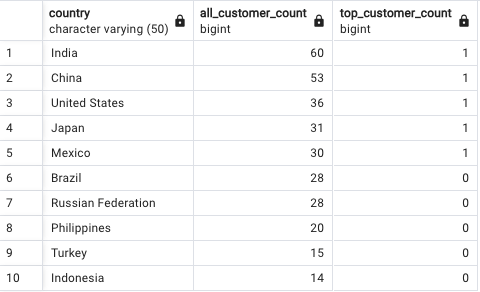 country all_customer_count top_customer_count
character varying (50) bigint bigint
1 India 60 1
2 China 53 1
3 United States 36 1
4 Japan 31 1
5 Mexico 30 1
6 Brazil 28 0
7 Russian Federation 28 0
8 Philippines 20 0
9 Turkey 15 0
10 Indonesia 14 0